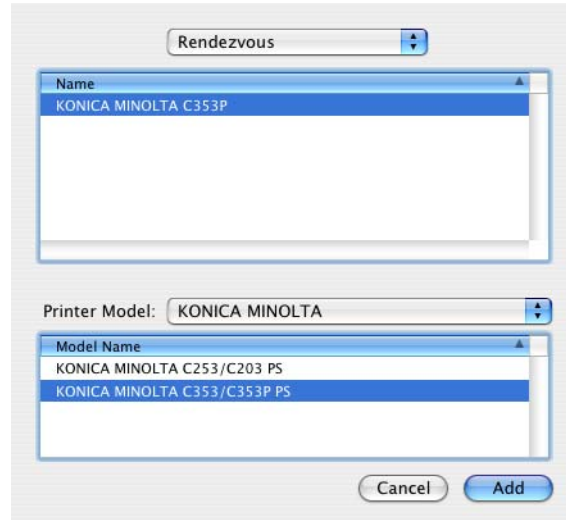 Rendezvous
Name
KONICA MINOLTA C353P
Printer Model: KONICA MINOLTA
Model Name
KONICA MINOLTA C253/C203 PS
KONICA MINOLTA C353/C353P PS
Cancel Add